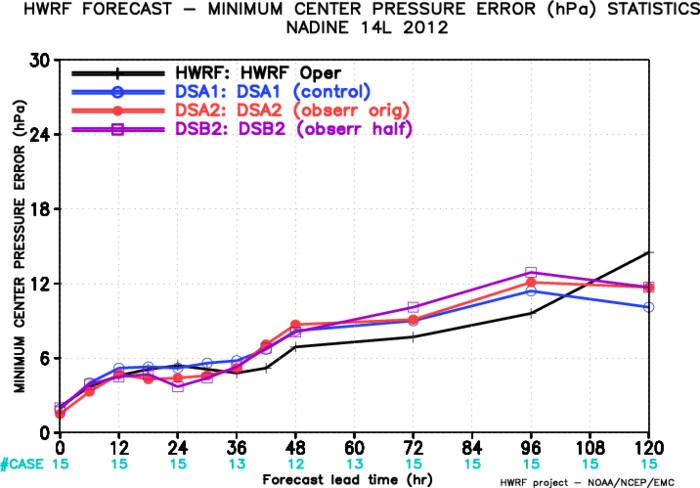 HWRF FORECAST – MINIMUM CENTER PRESSURE ERROR (hPa) STATISTICS
NADINE 14L 2012
MINIMUM CENTER PRESSURE ERROR (hPa)
30
24
18
12
6
0
HWRF: HWRF Oper
DSA1: DSA1 (control)
DSA2: DSA2 (obserr orig)
DSB2: DSB2 (obserr half)
0 12 24 36 48 60 72 84 96 108 120
#CASE 15 15 15 13 12 13 15 15 15 15 15
Forecast lead time (hr)
HWRF project – NOAA/NCEP/EMC